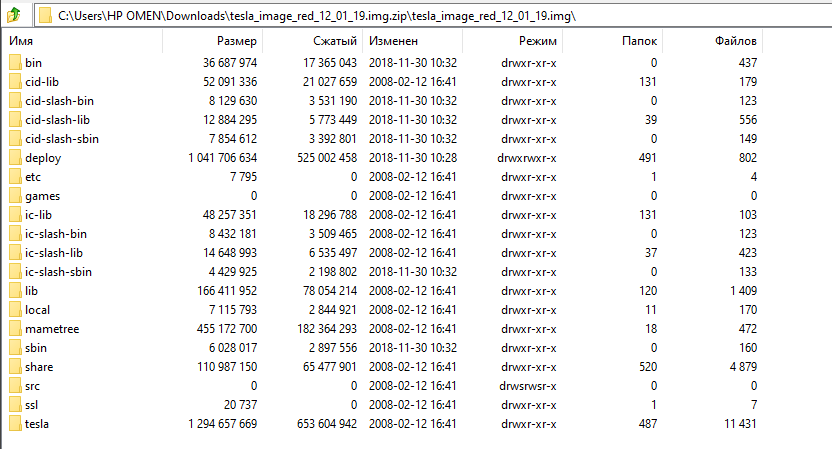 C:\Users\HP OMEN\Downloads\tesla_image_red_12_01_19.img.zip\tesla_image_red_12_01_19.img\
Имя Размер Сжатый Изменен Режим Папок Файлов
bin 36 687 974 17 365 043 2018-11-30 10:32 drwxr-xr-x 0 437
cid-lib 52 091 336 21 027 659 2008-02-12 16:41 drwxr-xr-x 131 179
cid-slash-bin 8 129 630 3 531 190 2018-11-30 10:32 drwxr-xr-x 0 123
cid-slash-lib 12 884 295 5 773 449 2018-11-30 10:32 drwxr-xr-x 39 556
cid-slash-sbin 7 854 612 3 392 801 2018-11-30 10:32 drwxr-xr-x 0 149
deploy 1 041 706 634 525 002 458 2018-11-30 10:28 drwxrwxr-x 491 802
etc 7 795 0 2008-02-12 16:41 drwxr-xr-x 1 4
games 0 0 2008-02-12 16:41 drwxr-xr-x 0 0
ic-lib 48 257 351 18 296 788 2008-02-12 16:41 drwxr-xr-x 131 103
ic-slash-bin 8 432 181 3 509 465 2008-02-12 16:41 drwxr-xr-x 0 123
ic-slash-lib 14 648 993 6 535 497 2008-02-12 16:41 drwxr-xr-x 37 423
ic-slash-sbin 4 429 925 2 198 802 2018-11-30 10:32 drwxr-xr-x 0 133
lib 166 411 952 78 054 214 2008-02-12 16:41 drwxr-xr-x 120 1 409
local 7 115 793 2 844 921 2008-02-12 16:41 drwxr-xr-x 11 170
mametree 455 172 700 182 364 293 2008-02-12 16:41 drwxr-xr-x 18 472
sbin 6 028 017 2 897 556 2018-11-30 10:32 drwxr-xr-x 0 160
share 110 987 150 65 477 901 2008-02-12 16:41 drwxr-xr-x 520 4 879
src 0 0 2008-02-12 16:41 drwsrwsr-x 0 0
ssl 20 737 0 2008-02-12 16:41 drwxr-xr-x 1 7
tesla 1 294 657 669 653 604 942 2008-02-12 16:41 drwxr-xr-x 487 11 431